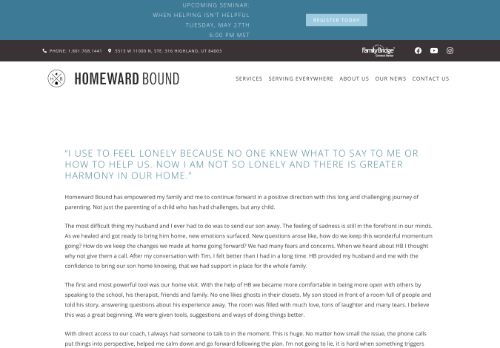 UPCOMING SEMINAR:
WHEN HELPING ISN'T HELPFUL
TUESDAY, MAY 27TH
6:00 PM MST
REGISTER TODAY
PHONE: 1.801.768.1441
5513 W 11000 N, STE. 316 HIGHLAND, UT 84003
FamilyBridge
HOMEWARD BOUND
SERVICES SERVING EVERYWHERE ABOUT US OUR NEWS CONTACT US
"I USE TO FEEL LONELY BECAUSE NO ONE KNEW WHAT TO SAY TO ME OR
HOW TO HELP US. NOW I AM NOT SO LONELY AND THERE IS GREATER
HARMONY IN OUR HOME."
Homeward Bound has empowered my family and me to continue forward in a positive direction with this long and challenging journey of
parenting. Not just the parenting of a child who has had challenges, but any child.
The most difficult thing my husband and I ever had to do was to send our son away. The feeling of sadness is still in the forefront in our minds.
As we healed and got ready to bring him home, new emotions surfaced. New questions arose like, how do we keep this wonderful momentum
going? How do we keep the changes we made at home going forward? We had many fears and concerns. When we heard about HB I thought
why not give them a call. After my conversation with Tim, I felt better than I had in a long time. HB provided my husband and me with the
confidence to bring our son home knowing, that we had support in place for the whole family.
The first and most powerful tool was our home visit. With the help of HB we became more comfortable in being more open with others by
speaking to the school, his therapist, friends and family. No one likes ghosts in their closets. My son stood in front of a room full of people and
told his story, answering questions about his experience away. The room was filled with much love, tons of laughter and many tears. I believe
this was a great beginning. We were given tools, suggestions and ways of doing things better.
With direct access to our coach, I always had someone to talk to in the moment. This is huge. No matter how small the issue, the phone calls
put things into perspective, helped me calm down and go forward following the plan. I'm not going to lie, it is hard when something triggers